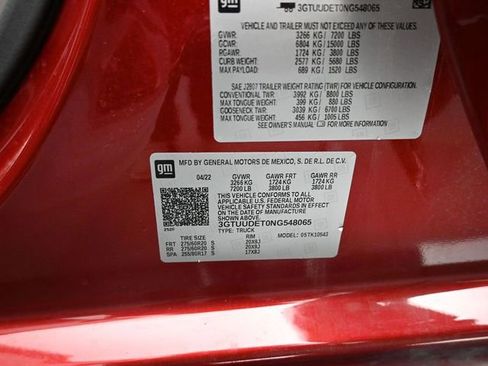 gm
3GTUUDET0NG548065
VEHICLE AND TRAILER MUST NOT EXCEED ANY OF THESE
GVWR: 3266 KG / 7200 LBS
GCWR: 6804 KG / 15000 LBS
RGAWR: 1724 KG / 3800 LBS
CURB WEIGHT: 2577 KG / 5680 LBS
MAX PAYLOAD: 689 KG / 1520 LBS
SAE J2807 TRAILER WEIGHT RATING (TWR) FOR VEHICLE CONFIGURATION.
CONVENTIONAL TWR: 3992 KG / 8800 LBS
MAX TONGUE WEIGHT: 399 KG / 880 LBS
GOOSENECK TWR: 3039 KG / 6700 LBS
MAX TONGUE WEIGHT: 456 KG / 1005 LBS
SEE OWNER'S MANUAL FOR MORE INFORMATION
gm
MFD BY GENERAL MOTORS DE MEXICO, S. DE R.L. DE C.V.
04/22 GVWR GAWR FRT GAWR RR
3266 KG 1724 KG 1724 KG
7200 LB 3800 LB 3800 LB
THIS VEHICLE CONFORMS TO ALL APPLICABLE
U.S. FEDERAL MOTOR VEHICLE
SAFETY STANDARDS IN EFFECT
ON THE DATE OF MANUFACTURE
SHOWN ABOVE.
3GTUUDET0NG548065
TYPE: TRUCK
TIRE SIZE RIM MODEL:
FRT 275/60R20 S 20X9J
RR 275/60R20 S 20X9J
SPA 255/80R17 S 17X8J